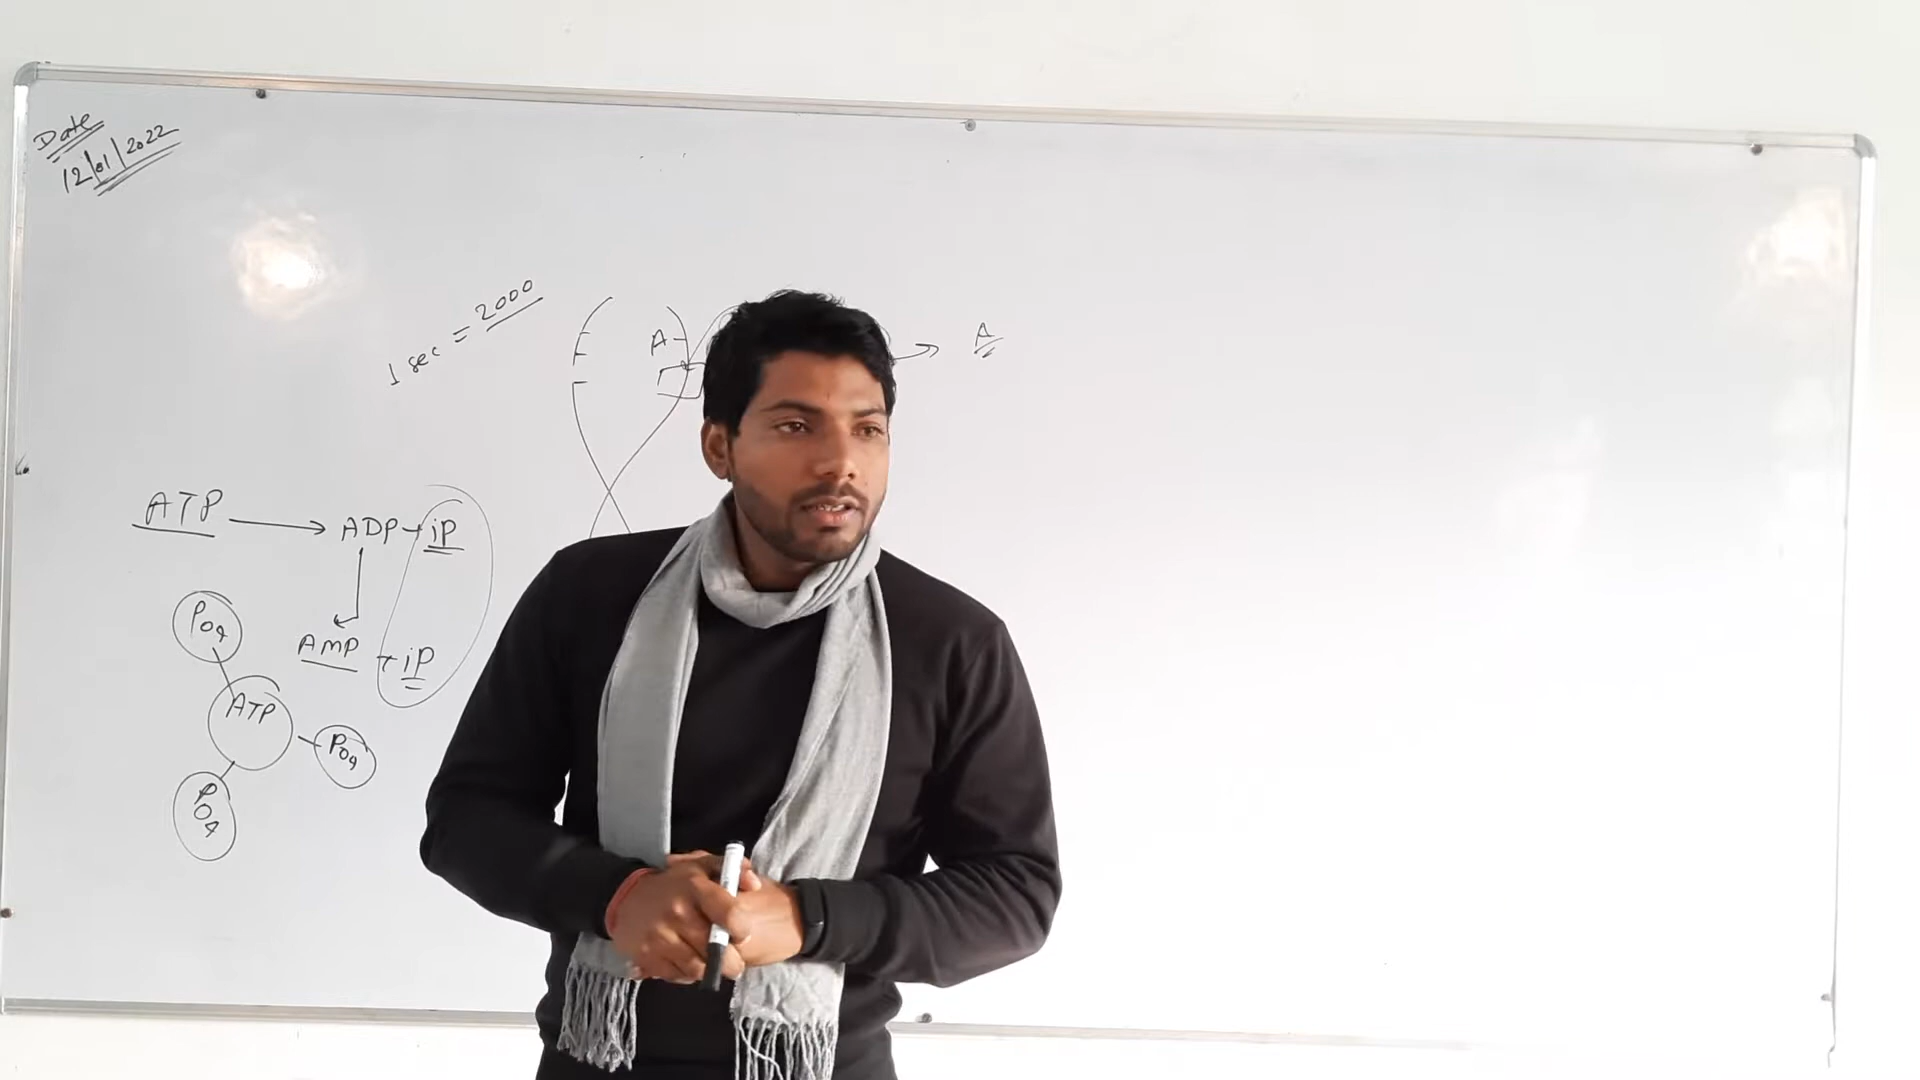 Date
12/01/2022
1 sec = 2000
A
A
ATP → ADP + iP
AMP + iP
PO4
ATP
PO4
PO4